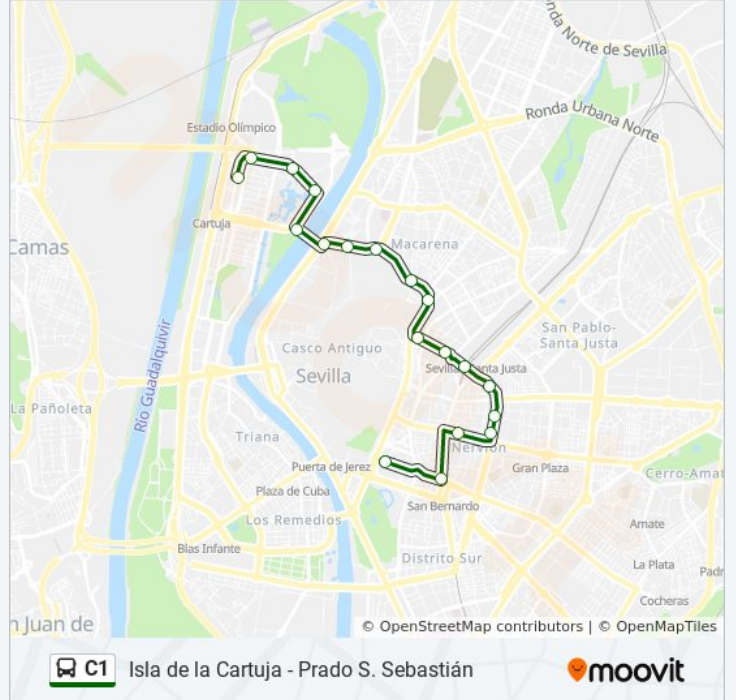 nda Norte de Sevilla
Ronda Urbana Norte
Estadio Olímpico
Cartuja
Camas
Macarena
San Pablo-
Santa Justa
Casco Antiguo
Sevilla
Sevilla Santa Justa
Río Guadalquivir
La Pañoleta
Triana
Nervión
Puerta de Jerez
Gran Plaza
Cerro-Amat
Plaza de Cuba
San Bernardo
Los Remedios
Amate
Blas Infante
Distrito Sur
La Plata
Padr
Cocheras
n Juan de
© OpenStreetMap contributors | © OpenMapTiles
C1 Isla de la Cartuja - Prado S. Sebastián
moovit